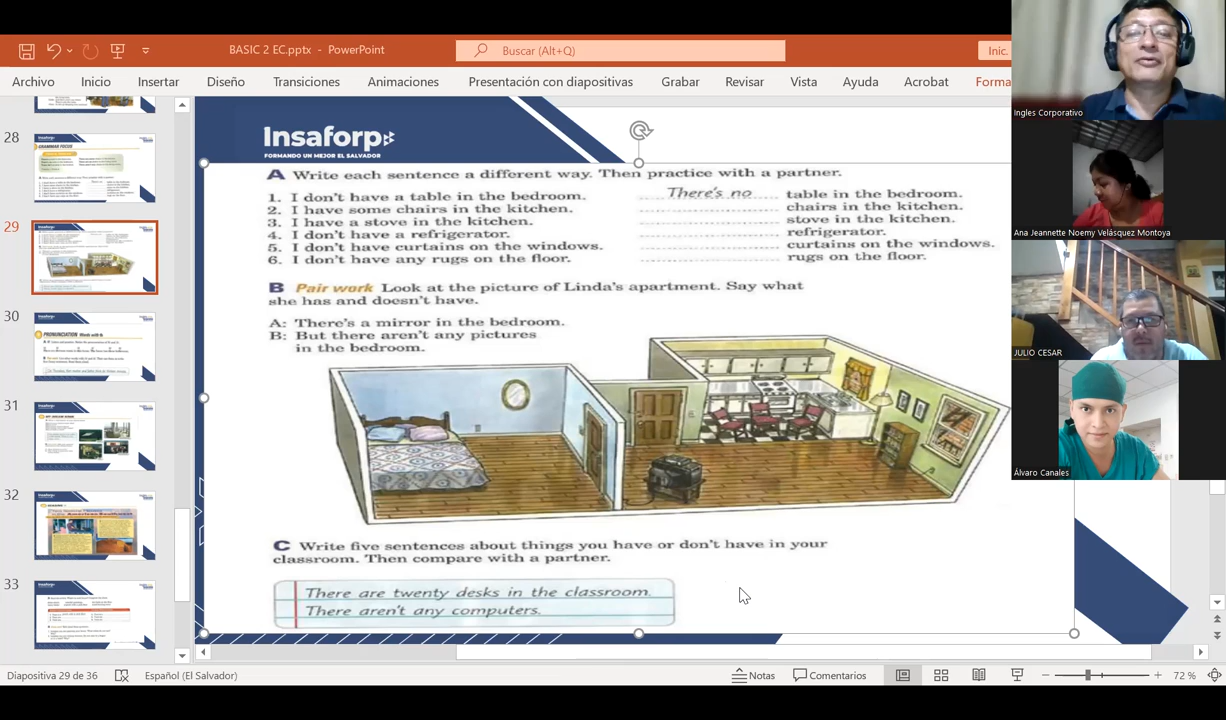 BASIC 2 EC.pptx - PowerPoint
Buscar (Alt+Q)
Inic.
Archivo Inicio Insertar Diseño Transiciones Animaciones Presentación con diapositivas Grabar Revisar Vista Ayuda Acrobat Forma
Ingles Corporativo
Ana Jeannette Noemy Velásquez Montoya
JULIO CESAR
Álvaro Canales
28
GRAMMAR FOCUS
29
30
PRONUNCIATION
31
32
American Southwest
33
Insaforp
FORMANDO UN MEJOR EL SALVADOR
A Write each sentence a different way. Then practice with a partner.
1. I don't have a table in the bedroom. There's no table in the bedroom.
2. I have some chairs in the kitchen. chairs in the kitchen.
3. I have a stove in the kitchen. stove in the kitchen.
4. I don't have a refrigerator. refrigerator.
5. I don't have curtains on the windows. curtains on the windows.
6. I don't have any rugs on the floor. rugs on the floor.
B Pair work Look at the picture of Linda's apartment. Say what
she has and doesn't have.
A: There's a mirror in the bedroom.
B: But there aren't any pictures
in the bedroom.
C Write five sentences about things you have or don't have in your
classroom. Then compare with a partner.
There are twenty desks in the classroom.
There aren't any computers.
Diapositiva 29 de 36 Español (El Salvador) Notas Comentarios 72 %